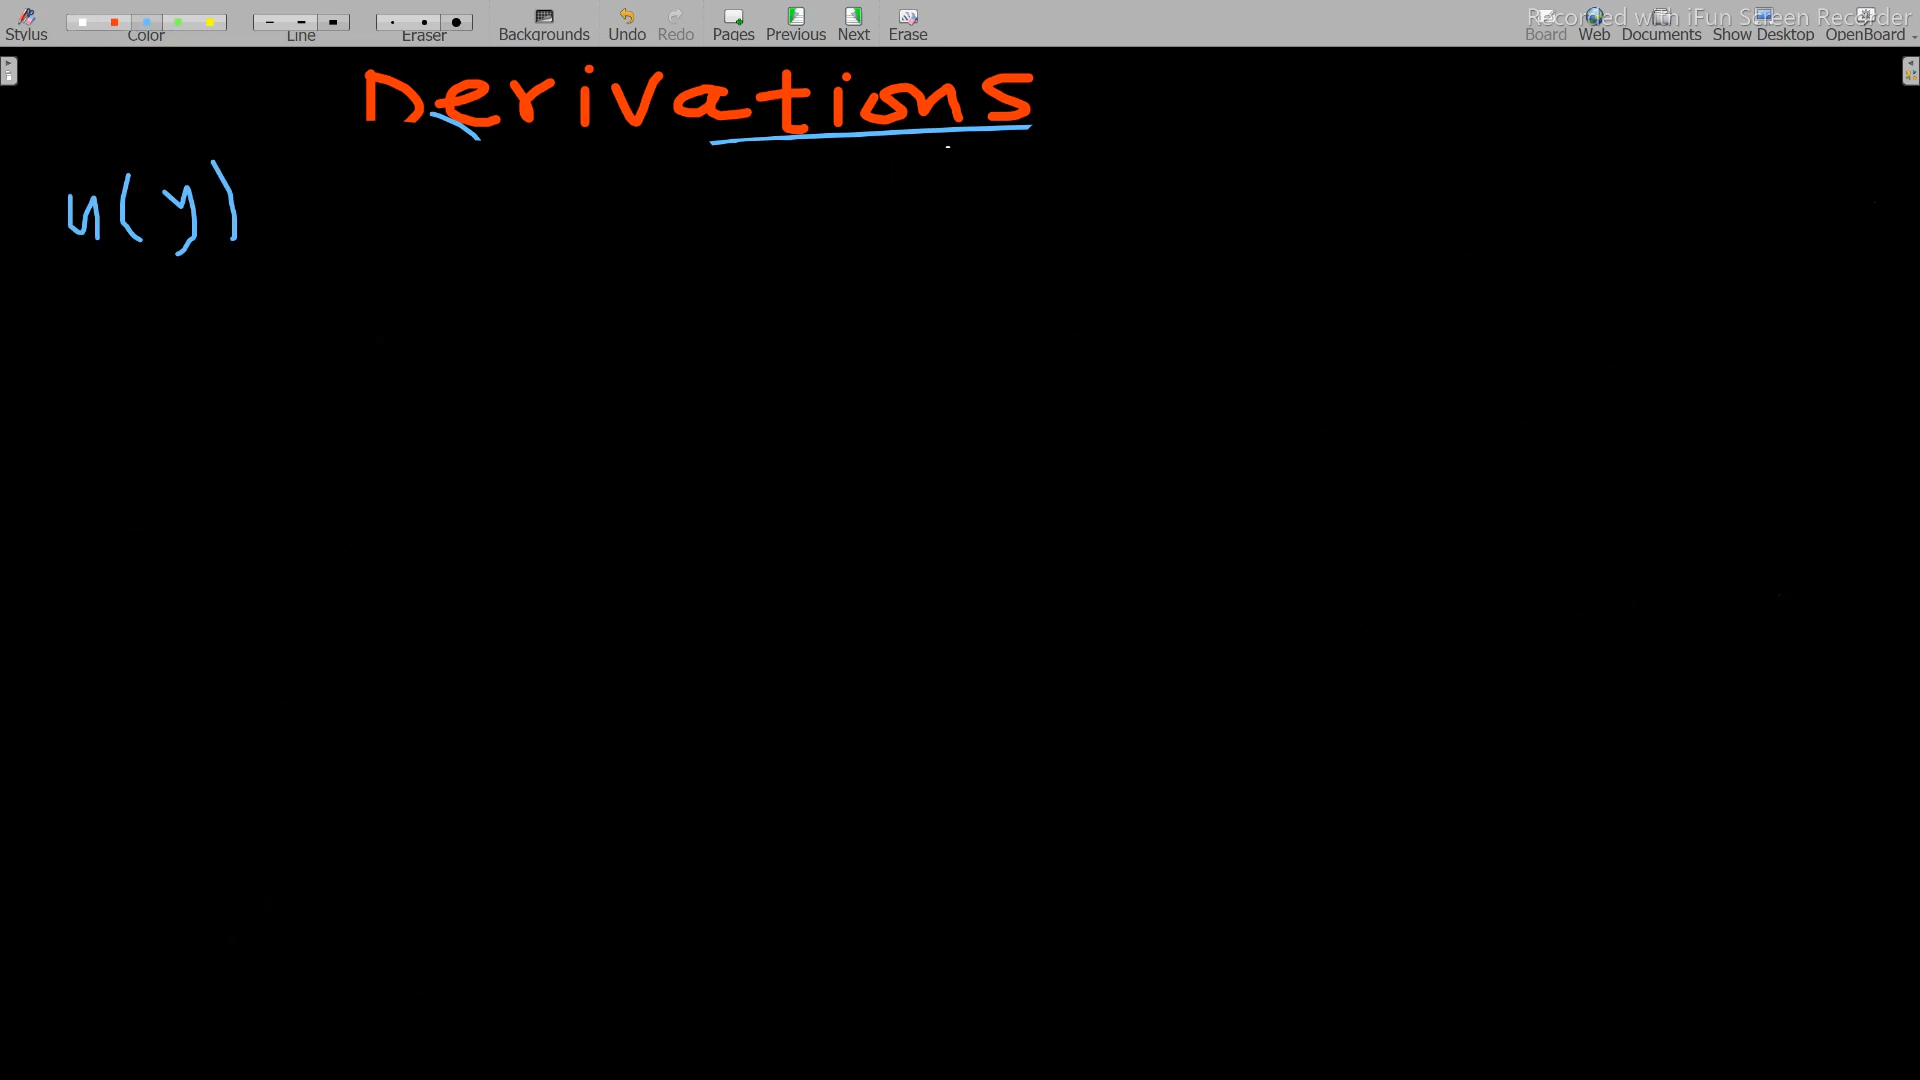 Recorded with iFun Screen Recorder
Stylus Color Line Eraser Backgrounds Undo Redo Pages Previous Next Erase Board Web Documents Show Desktop OpenBoard
Derivations
u(y)